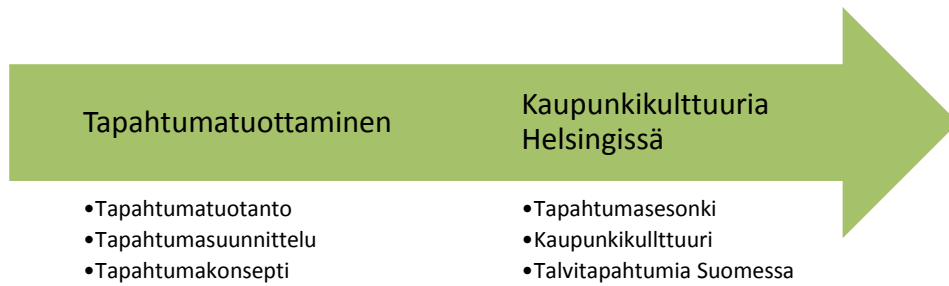 Tapahtumatuottaminen
Kaupunkikulttuuria
Helsingissä
•Tapahtumatuotanto
•Tapahtumasuunnittelu
•Tapahtumakonsepti
•Tapahtumasesonki
•Kaupunkikullttuuri
•Talvitapahtumia Suomessa